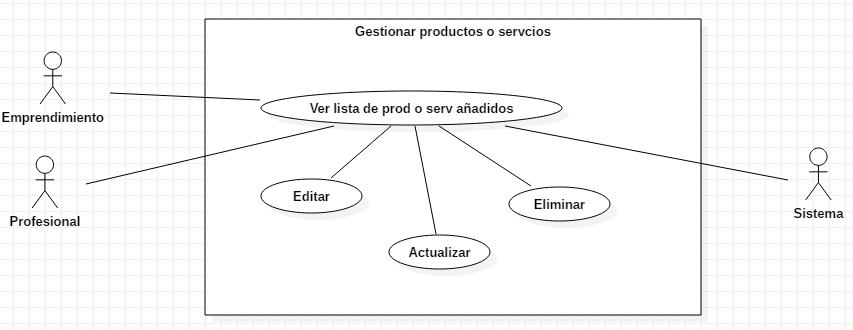 Gestionar productos o servcios
Emprendimiento
Ver lista de prod o serv añadidos
Profesional
Editar
Eliminar
Sistema
Actualizar